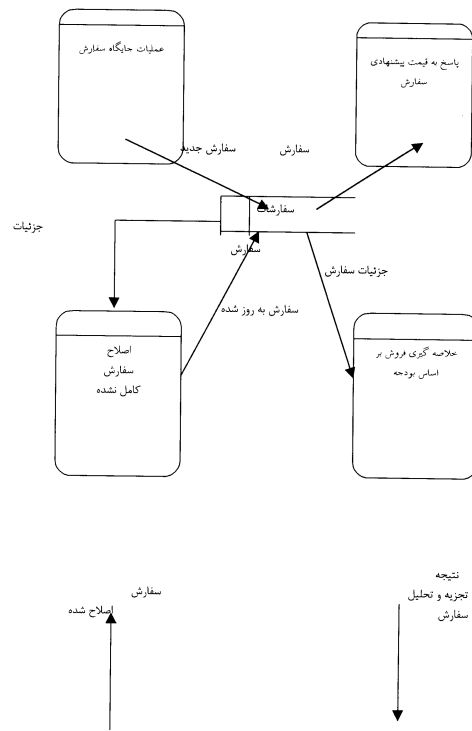 عملیات جایگاه سفارش
پاسخ به قیمت پیشنهادی
سفارش
سفارش جدید
سفارش
سفارشات
جزئیات
سفارش
جزئیات سفارش
سفارش به روز شده
اصلاح
سفارش
کامل نشده
خلاصه گیری فروش بر
اساس بودجه
نتیجه
تجزیه و تحلیل
سفارش
سفارش
اصلاح شده